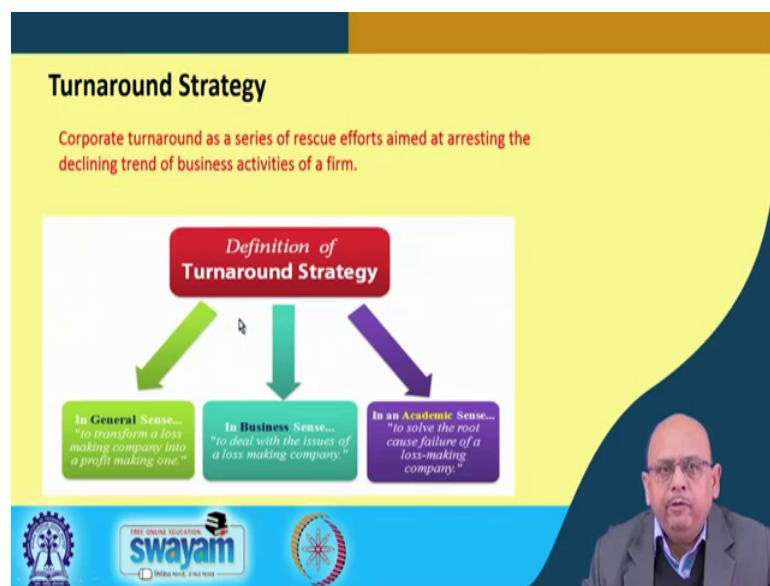 Turnaround Strategy
Corporate turnaround as a series of rescue efforts aimed at arresting the
declining trend of business activities of a firm.
Definition of
Turnaround Strategy
In General Sense...
"to transform a loss
making company into
a profit making one."
In Business Sense...
"to deal with the issues of
a loss making company."
In an Academic Sense...
"to solve the root
cause failure of a
loss-making
company."
FREE ONLINE EDUCATION
swayam